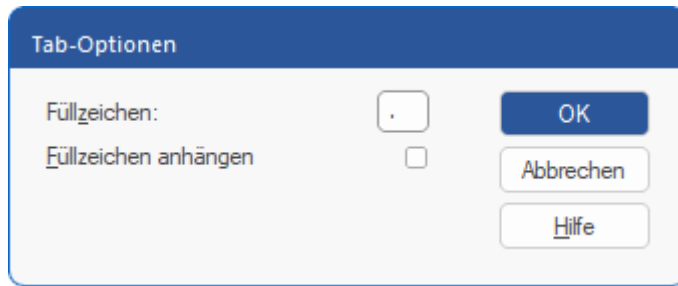 Tab-Optionen
Füllzeichen:
.
OK
Füllzeichen anhängen
Abbrechen
Hilfe